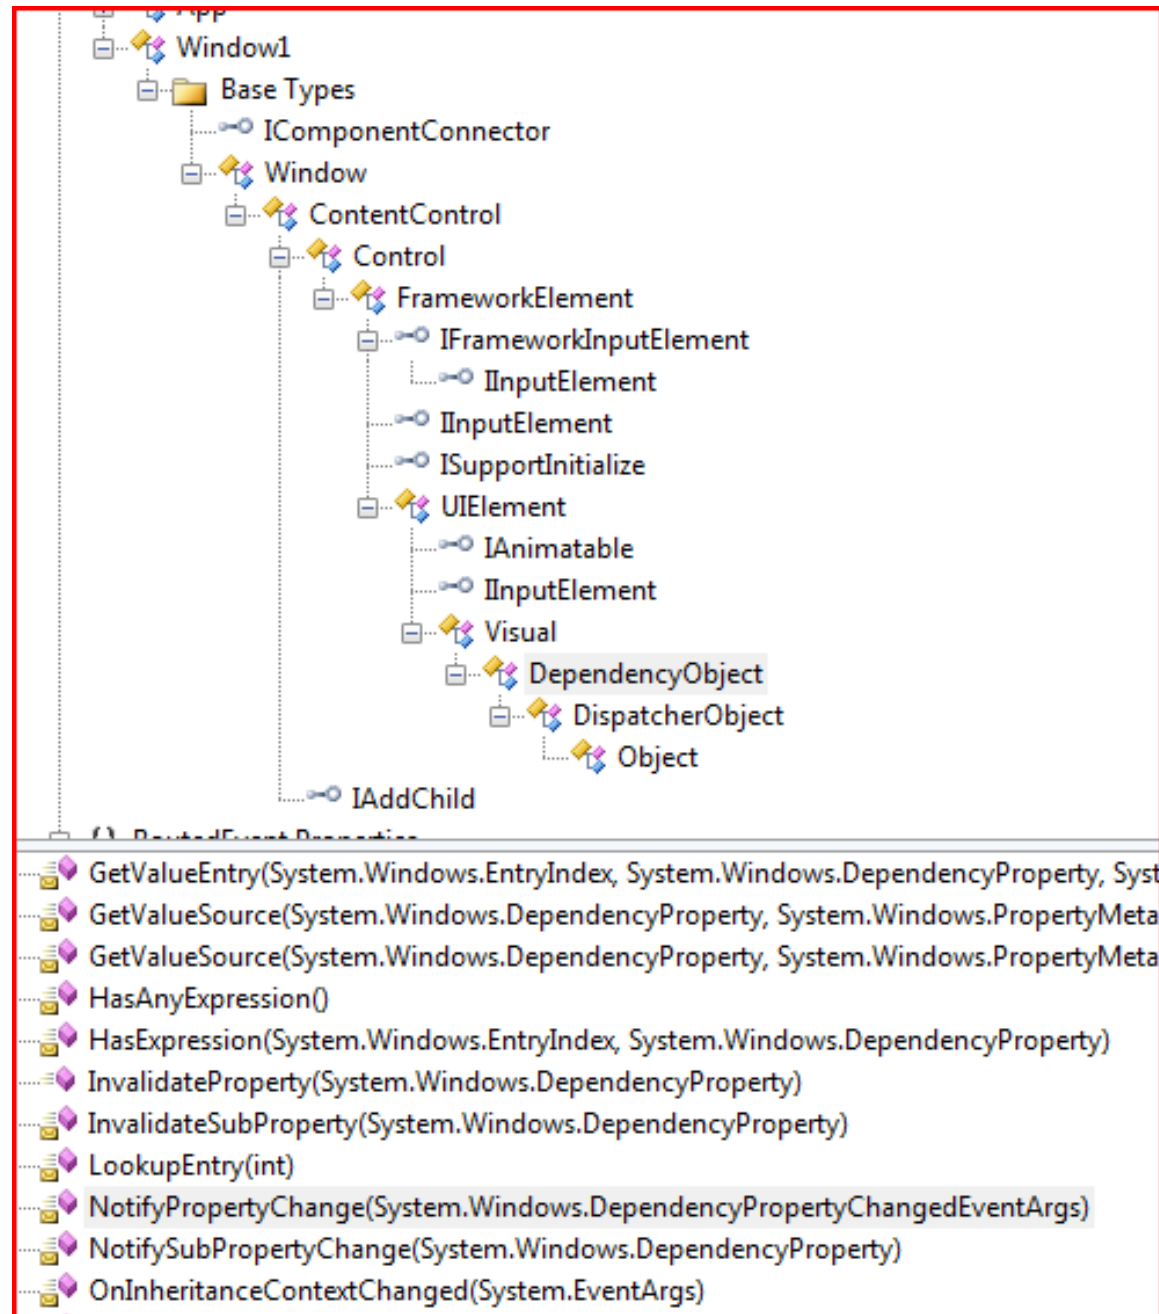 App
Window1
Base Types
IComponentConnector
Window
ContentControl
Control
FrameworkElement
IFrameworkInputElement
IInputElement
IInputElement
ISupportInitialize
UIElement
IAnimatable
IInputElement
Visual
DependencyObject
DispatcherObject
Object
IAddChild
{} RoutedEvent.Properties
GetValueEntry(System.Windows.EntryIndex, System.Windows.DependencyProperty, Syst
GetValueSource(System.Windows.DependencyProperty, System.Windows.PropertyMeta
GetValueSource(System.Windows.DependencyProperty, System.Windows.PropertyMeta
HasAnyExpression()
HasExpression(System.Windows.EntryIndex, System.Windows.DependencyProperty)
InvalidateProperty(System.Windows.DependencyProperty)
InvalidateSubProperty(System.Windows.DependencyProperty)
LookupEntry(int)
NotifyPropertyChange(System.Windows.DependencyPropertyChangedEventArgs)
NotifySubPropertyChange(System.Windows.DependencyProperty)
OnInheritanceContextChanged(System.EventArgs)